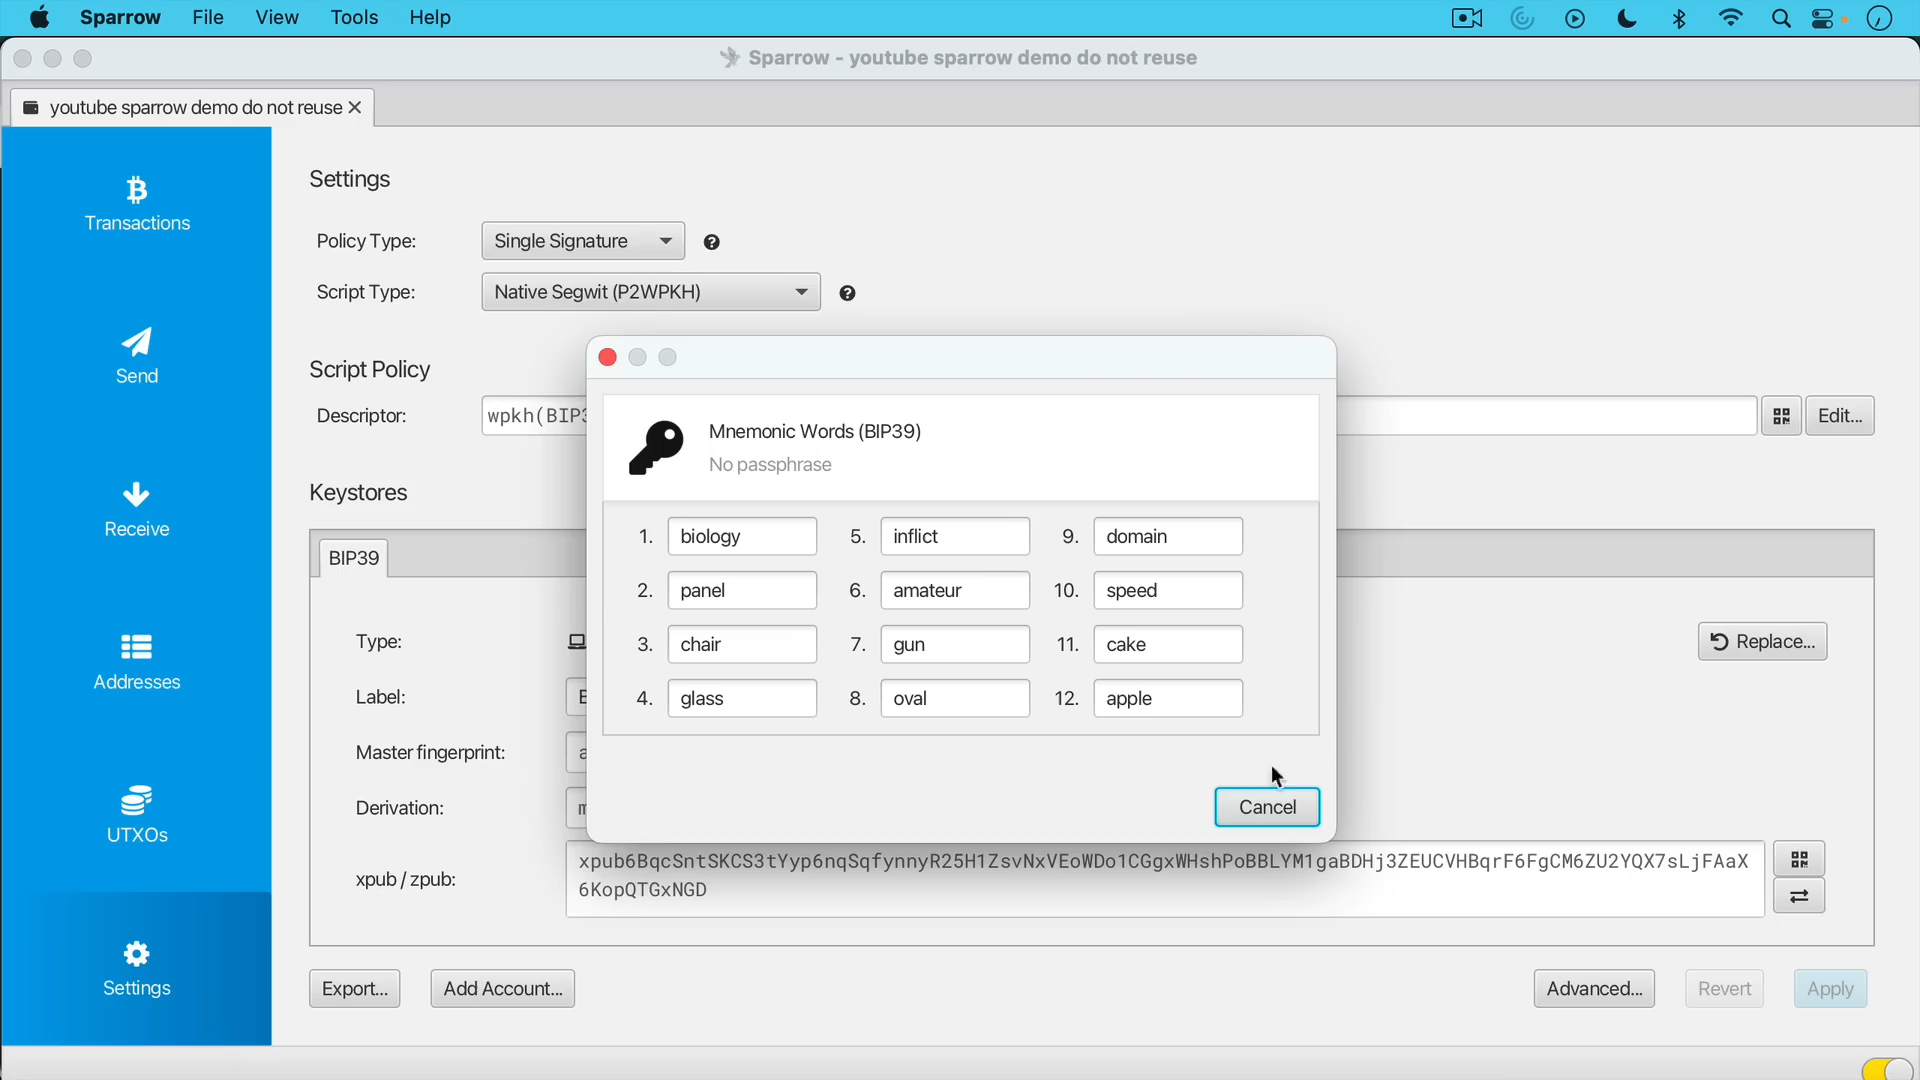 Sparrow File View Tools Help
Sparrow - youtube sparrow demo do not reuse
youtube sparrow demo do not reuse
Transactions
Send
Receive
Addresses
UTXOs
Settings
Settings
Policy Type: Single Signature
Script Type: Native Segwit (P2WPKH)
Script Policy
Descriptor: wpkh(BIP3 Edit...
Keystores
BIP39
Type: Replace...
Label:
Master fingerprint: a
Derivation:
xpub / zpub: xpub6BqcSntSKCS3tYyp6nqSqfynnyR25H1ZsvNxVEoWDo1CGgxWHshPoBBLYM1gaBDHj3ZEUCVHBqrF6FgCM6ZU2YQX7sLjFAaX
6KopQTGxNGD
Export... Add Account... Advanced... Revert Apply
Mnemonic Words (BIP39)
No passphrase
1. biology 5. inflict 9. domain
2. panel 6. amateur 10. speed
3. chair 7. gun 11. cake
4. glass 8. oval 12. apple
Cancel